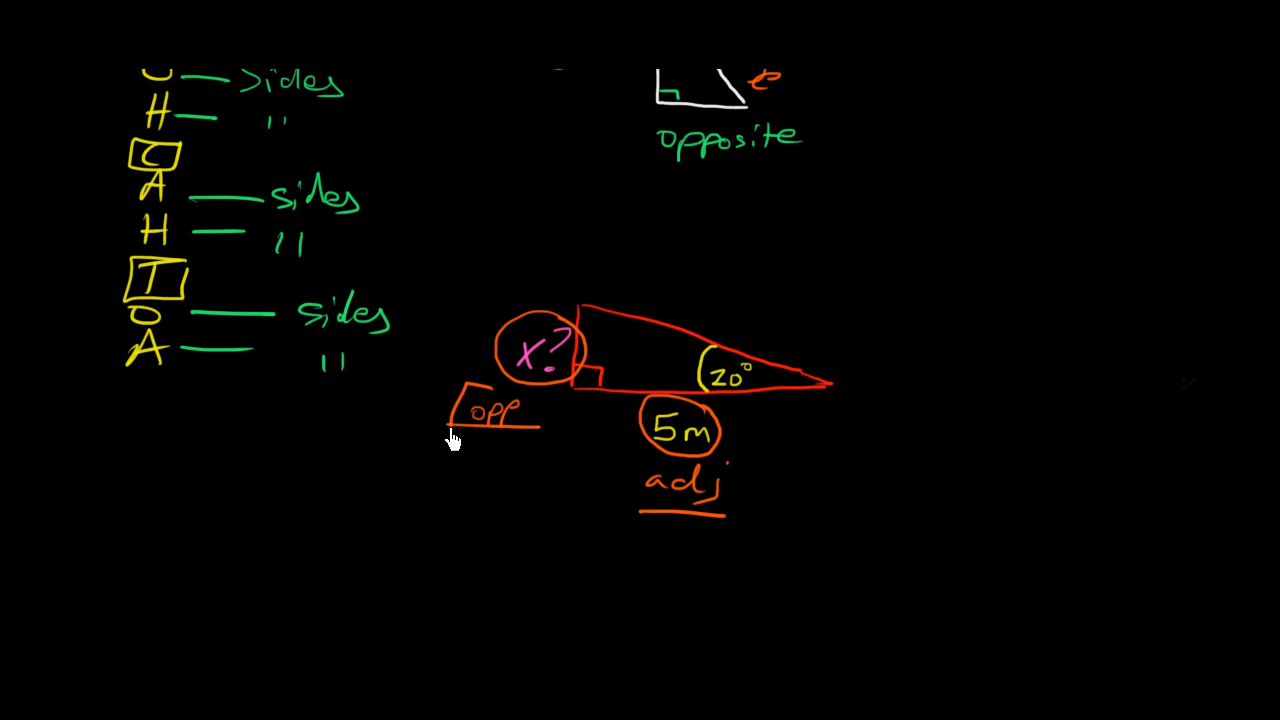 O sides
H "
C
A sides
H "
T
O sides
A "
e
opposite
x?
20°
opp
5m
adj